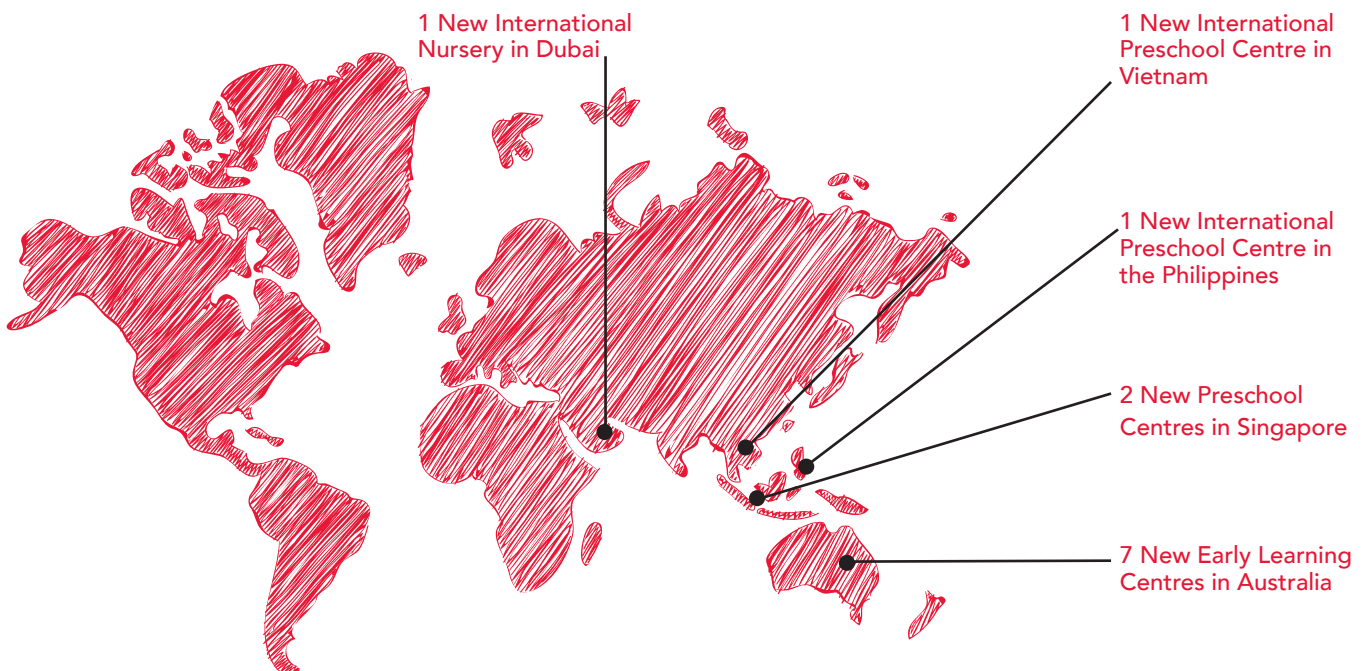 1 New International
Nursery in Dubai
1 New International
Preschool Centre in
Vietnam
1 New International
Preschool Centre in
the Philippines
2 New Preschool
Centres in Singapore
7 New Early Learning
Centres in Australia